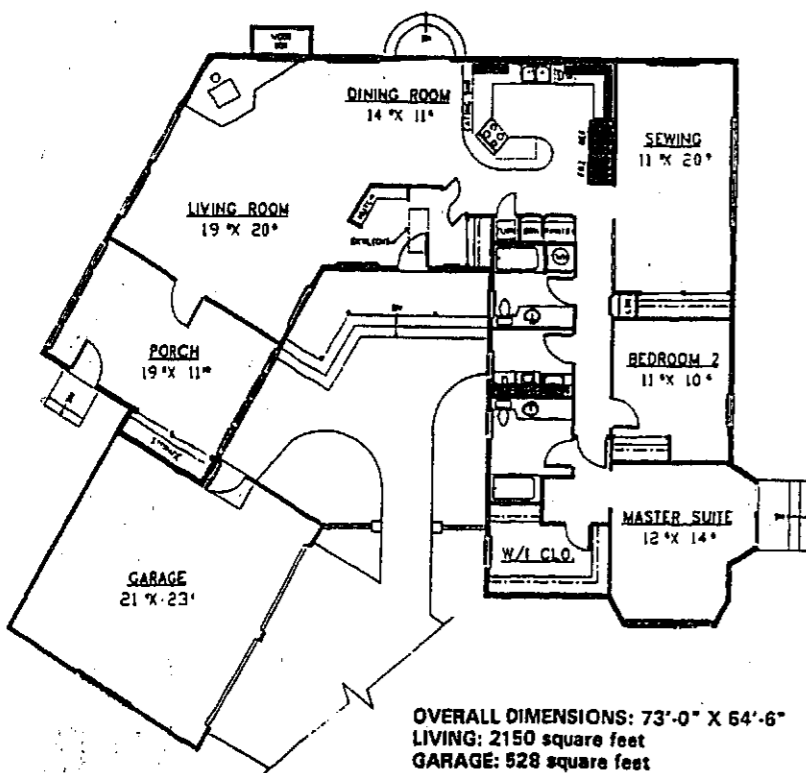 DINING ROOM
14 'X 11'
SEWING
11 'X 20'
LIVING ROOM
19 'X 20'
SKYLIGHT
PORCH
19 'X 11'
BEDROOM 2
11 'X 10'
STORAGE
MASTER SUITE
12 'X 14'
W/I CLO.
GARAGE
21 'X 23'
OVERALL DIMENSIONS: 73'-0" X 64'-6"
LIVING: 2150 square feet
GARAGE: 528 square feet